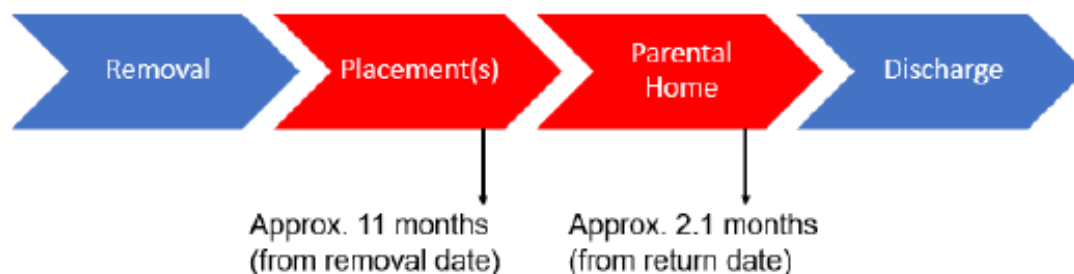 Removal
Placement(s)
Parental
Home
Discharge
Approx. 11 months
(from removal date)
Approx. 2.1 months
(from return date)